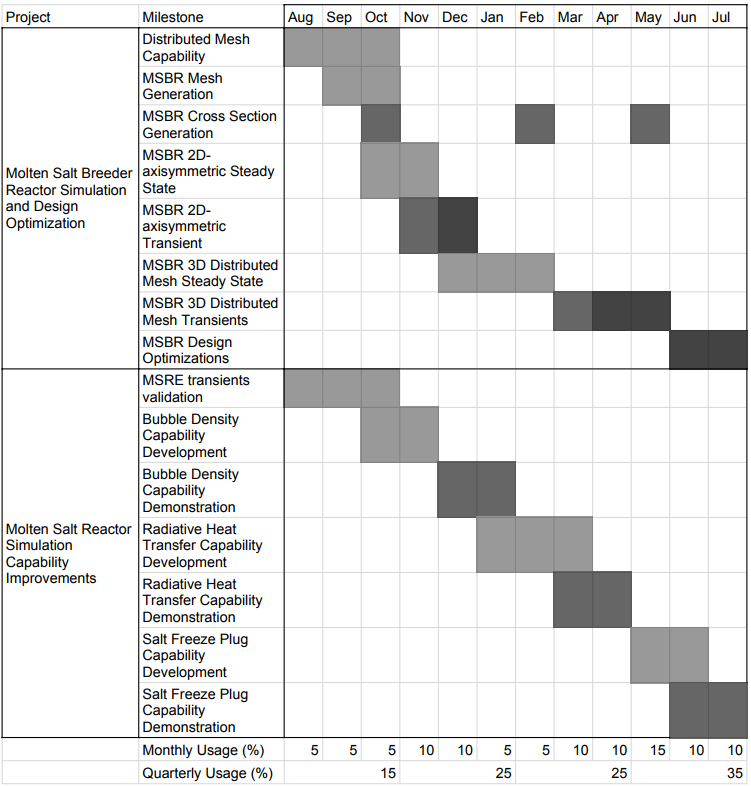 Project Milestone Aug Sep Oct Nov Dec Jan Feb Mar Apr May Jun Jul
Molten Salt Breeder
Reactor Simulation
and Design
Optimization
Distributed Mesh
Capability
MSBR Mesh
Generation
MSBR Cross Section
Generation
MSBR 2D-
axisymmetric Steady
State
MSBR 2D-
axisymmetric
Transient
MSBR 3D Distributed
Mesh Steady State
MSBR 3D Distributed
Mesh Transients
MSBR Design
Optimizations
Molten Salt Reactor
Simulation
Capability
Improvements
MSRE transients
validation
Bubble Density
Capability
Development
Bubble Density
Capability
Demonstration
Radiative Heat
Transfer Capability
Development
Radiative Heat
Transfer Capability
Demonstration
Salt Freeze Plug
Capability
Development
Salt Freeze Plug
Capability
Demonstration
Monthly Usage (%) 5 5 5 10 10 5 5 10 10 15 10 10
Quarterly Usage (%) 15 25 25 35